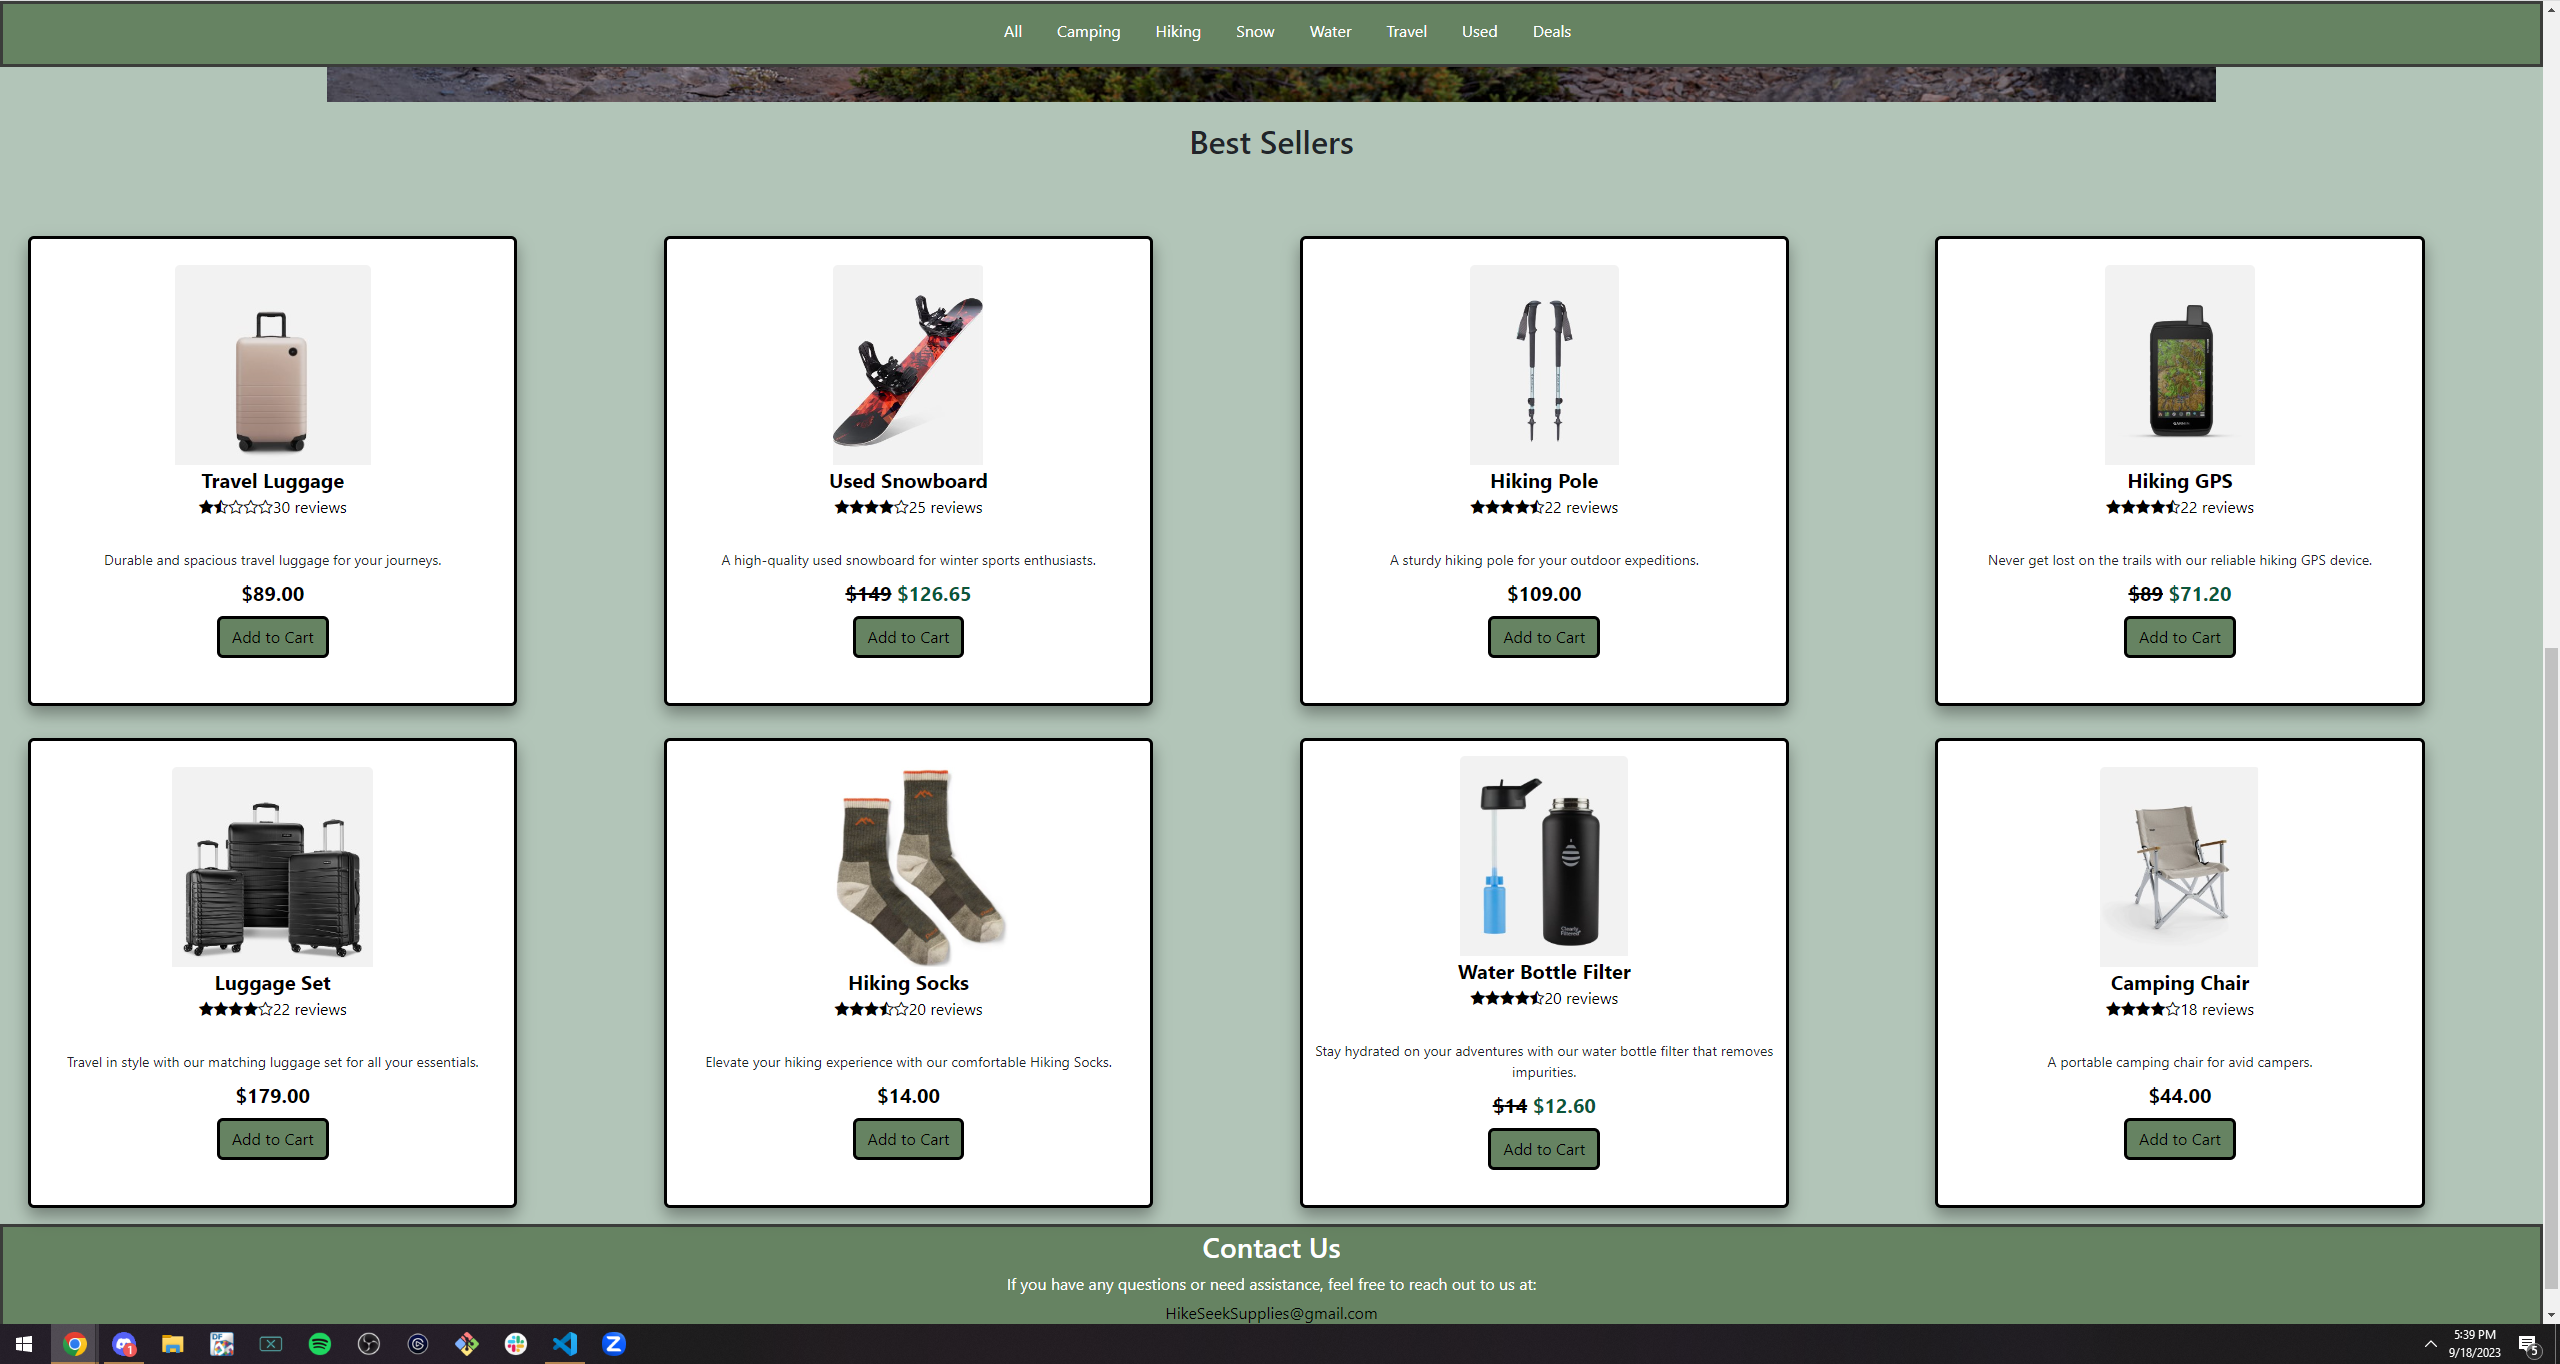 All Camping Hiking Snow Water Travel Used Deals
Best Sellers
Travel Luggage
30 reviews
Durable and spacious travel luggage for your journeys.
$89.00
Add to Cart
Used Snowboard
25 reviews
A high-quality used snowboard for winter sports enthusiasts.
$149 $126.65
Add to Cart
Hiking Pole
22 reviews
A sturdy hiking pole for your outdoor expeditions.
$109.00
Add to Cart
GARMIN
Hiking GPS
22 reviews
Never get lost on the trails with our reliable hiking GPS device.
$89 $71.20
Add to Cart
Luggage Set
22 reviews
Travel in style with our matching luggage set for all your essentials.
$179.00
Add to Cart
Hiking Socks
20 reviews
Elevate your hiking experience with our comfortable Hiking Socks.
$14.00
Add to Cart
Clearly
Filtered
Water Bottle Filter
20 reviews
Stay hydrated on your adventures with our water bottle filter that removes
impurities.
$14 $12.60
Add to Cart
Camping Chair
18 reviews
A portable camping chair for avid campers.
$44.00
Add to Cart
Contact Us
If you have any questions or need assistance, feel free to reach out to us at:
HikeSeekSupplies@gmail.com
1
DF
Z
5:39 PM
9/18/2023
5